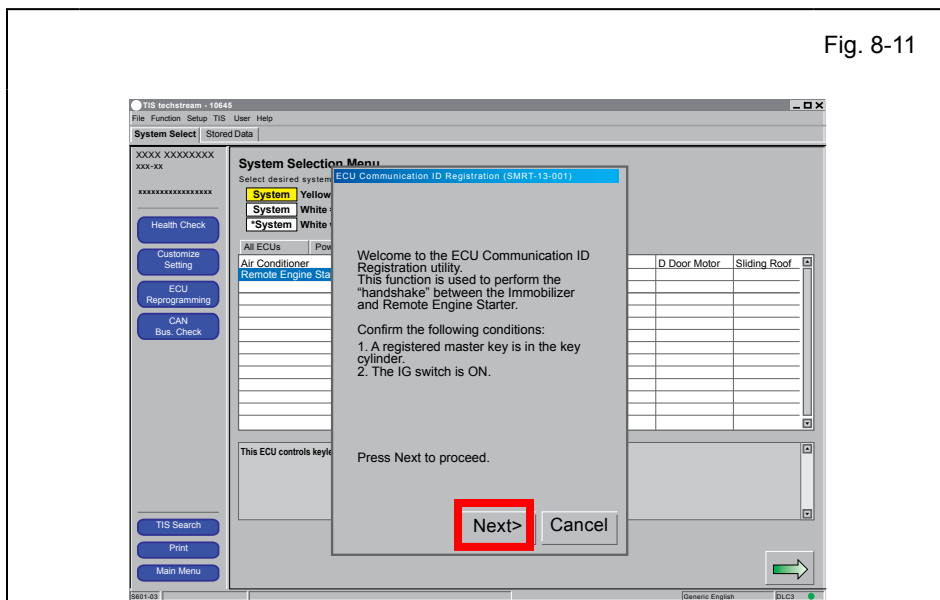 Fig. 8-11
TIS techstream - 10645
File Function Setup TIS User Help
System Select Stored Data
XXXX XXXXXXXX
xxx-xx
xxxxxxxxxxxxxxxxx
Health Check
Customize
Setting
ECU
Reprogramming
CAN
Bus. Check
TIS Search
Print
Main Menu
System Selection Menu
Select desired system
System Yellow
System White
*System White
All ECUs
Air Conditioner D Door Motor Sliding Roof
Remote Engine
This ECU controls
ECU Communication ID Registration (SMRT-13-001)
Welcome to the ECU Communication ID
Registration utility.
This function is used to perform the
“handshake” between the Immobilizer
and Remote Engine Starter.
Confirm the following conditions:
1. A registered master key is in the key
cylinder.
2. The IG switch is ON.
Press Next to proceed.
Next> Cancel
S601-03 Generic English DLC3